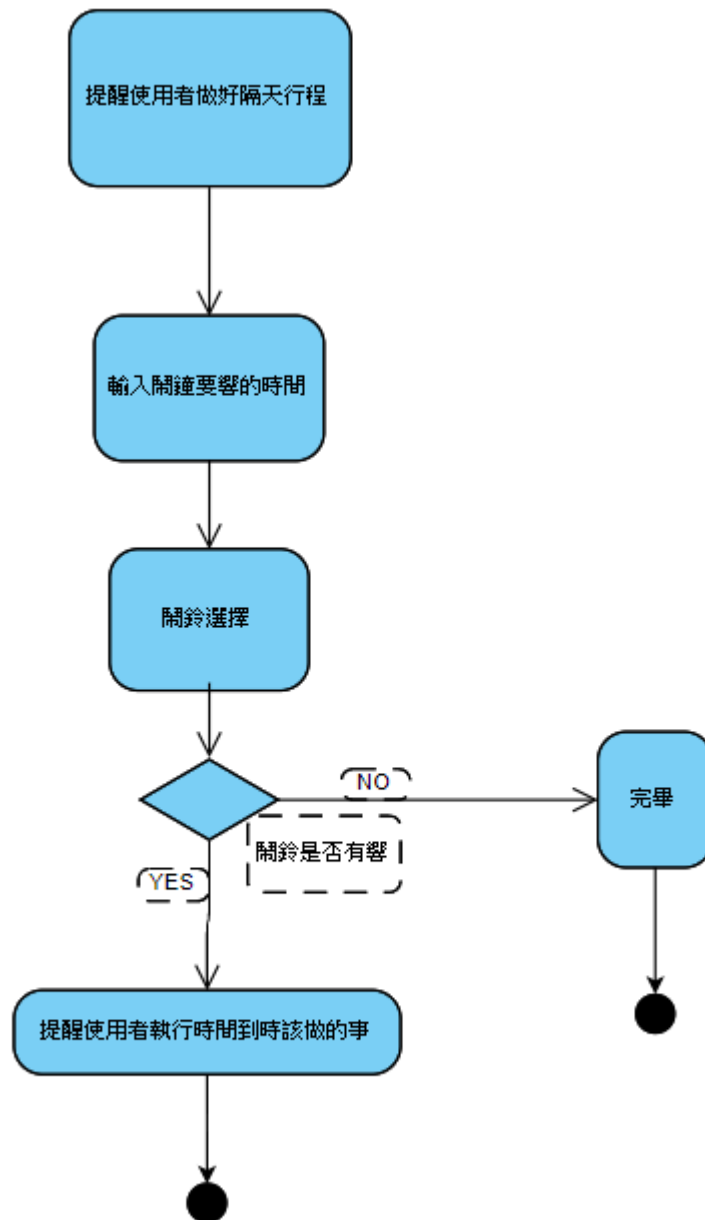 提醒使用者做好隔天行程
輸入鬧鐘要響的時間
鬧鈴選擇
NO
完畢
鬧鈴是否有響
YES
提醒使用者執行時間到時該做的事